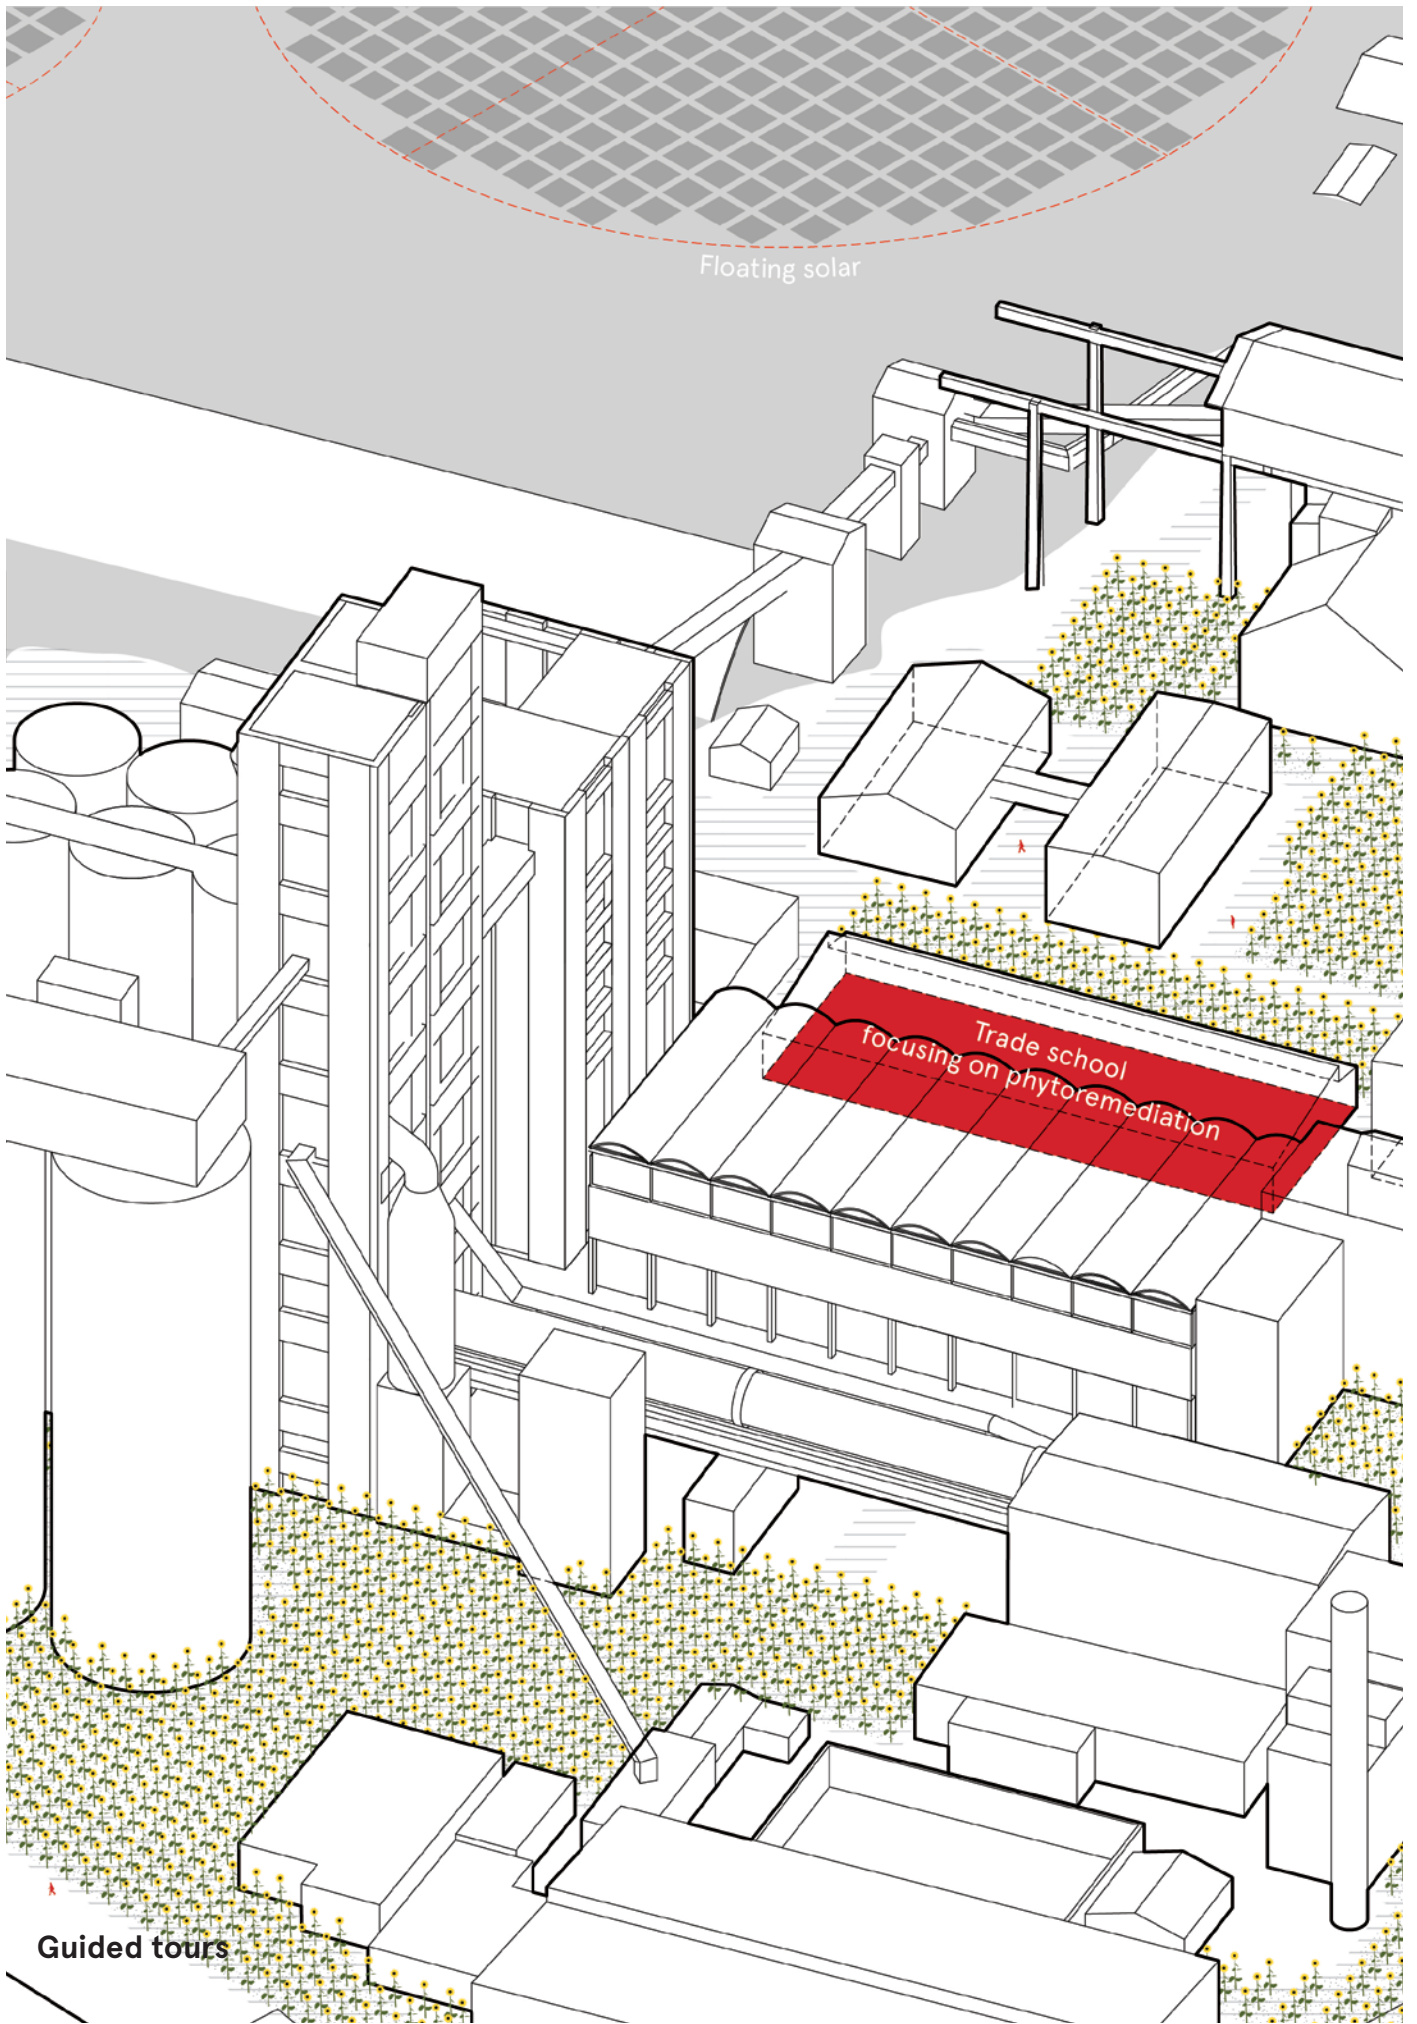 Floating solar
Trade school
focusing on phytoremediation
Guided tours